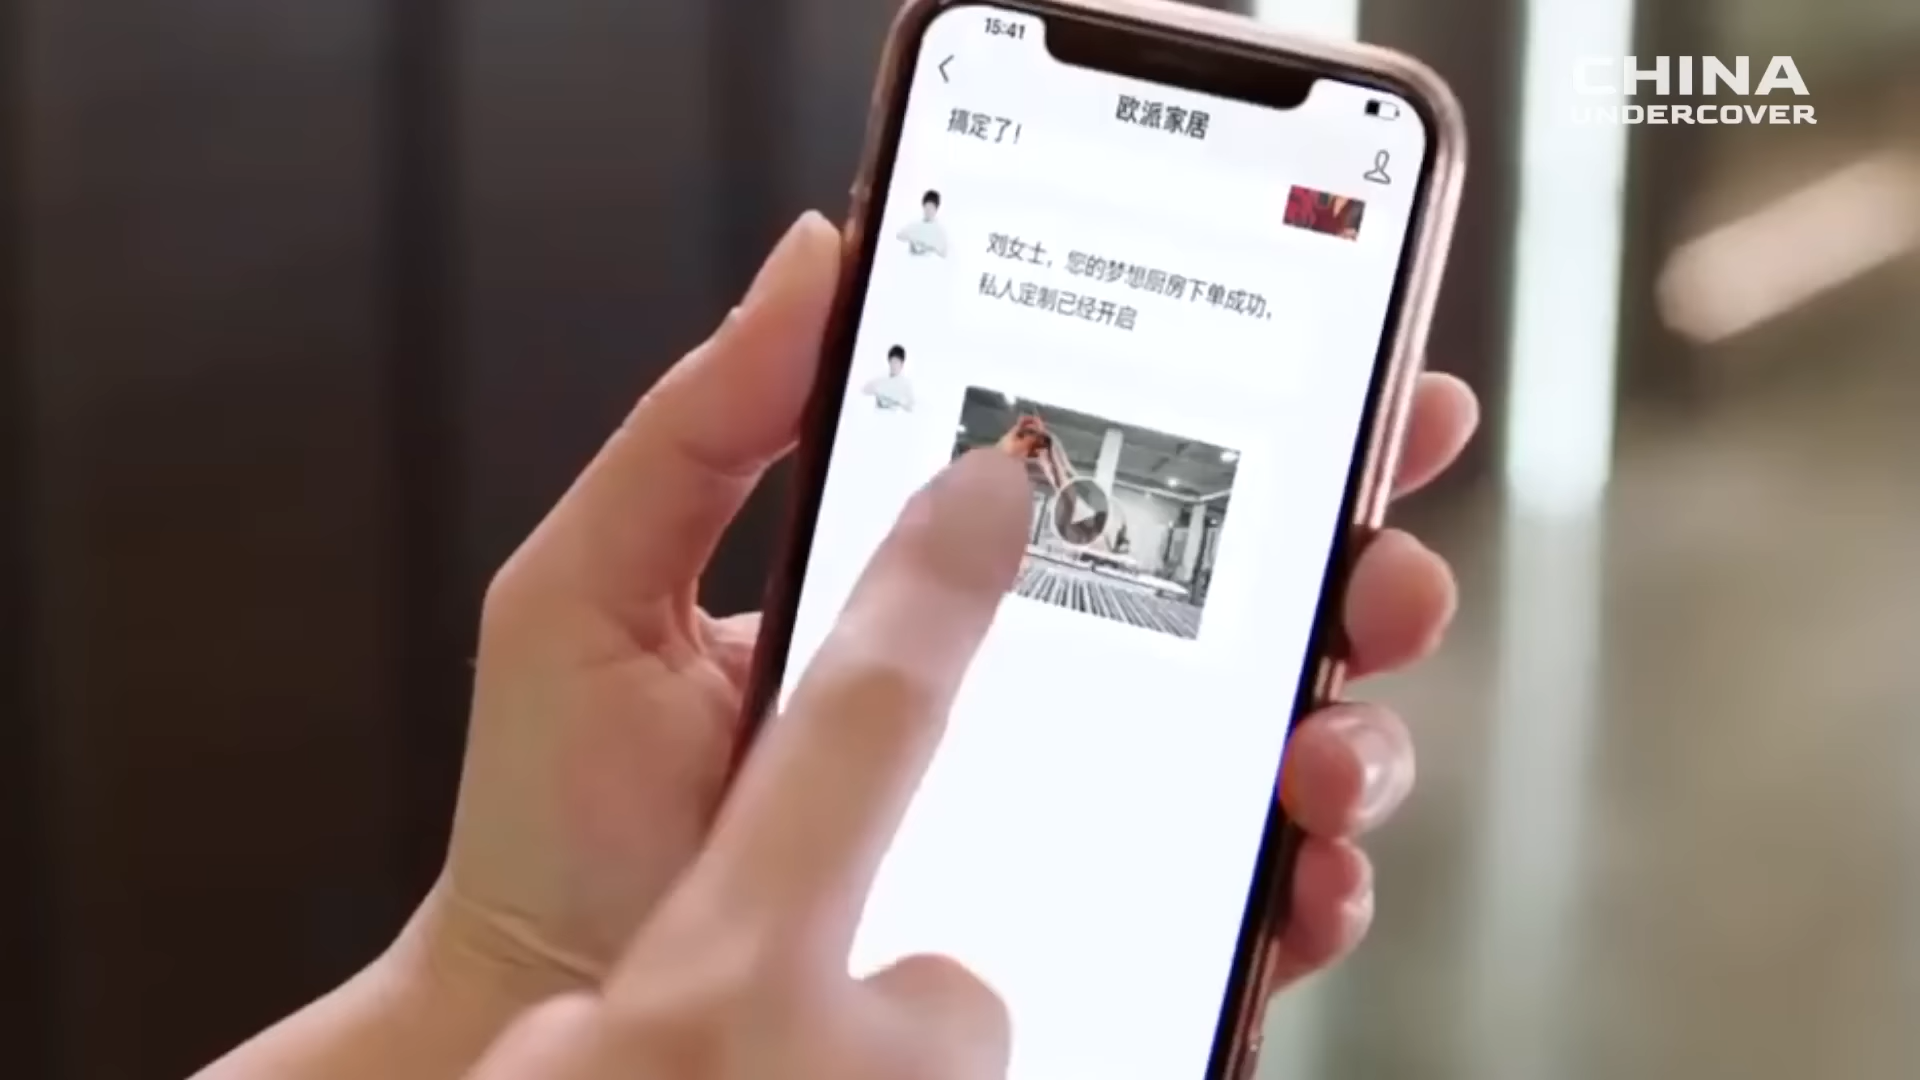 15:41
欧派家居
搞定了!
刘女士，您的梦想厨房下单成功，
私人定制已经开启
CHINA
UNDERCOVER